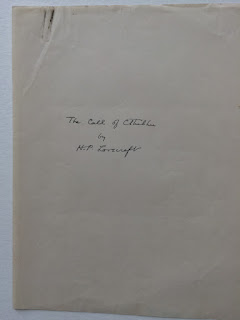 The Call of Cthulhu
by
H.P. Lovecraft